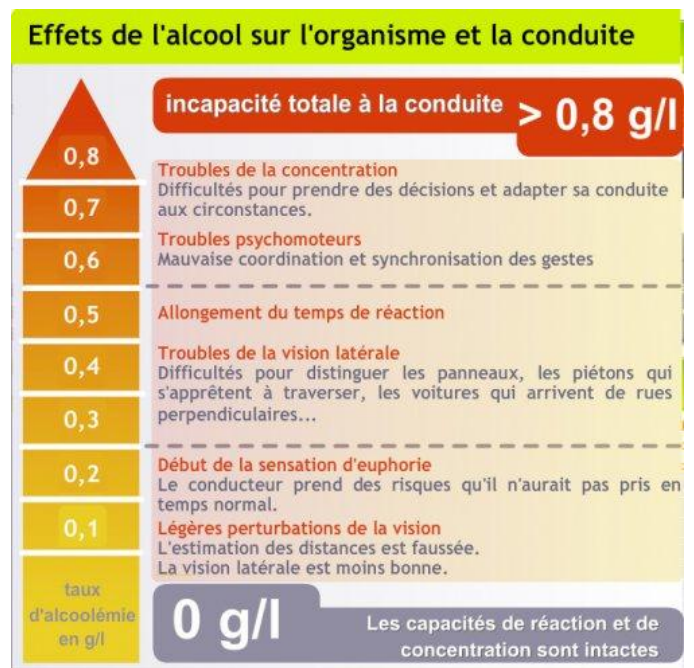 Effets de l'alcool sur l'organisme et la conduite
incapacité totale à la conduite > 0,8 g/l
0,8
Troubles de la concentration
Difficultés pour prendre des décisions et adapter sa conduite
aux circonstances.
0,7
Troubles psychomoteurs
Mauvaise coordination et synchronisation des gestes
0,6
0,5
Allongement du temps de réaction
Troubles de la vision latérale
0,4
Difficultés pour distinguer les panneaux, les piétons qui
s'apprêtent à traverser, les voitures qui arrivent de rues
perpendiculaires...
0,3
0,2
Début de la sensation d'euphorie
Le conducteur prend des risques qu'il n'aurait pas pris en
temps normal.
0,1
Légères perturbations de la vision
L'estimation des distances est faussée.
La vision latérale est moins bonne.
taux
d'alcoolémie
en g/l
0 g/l
Les capacités de réaction et de
concentration sont intactes